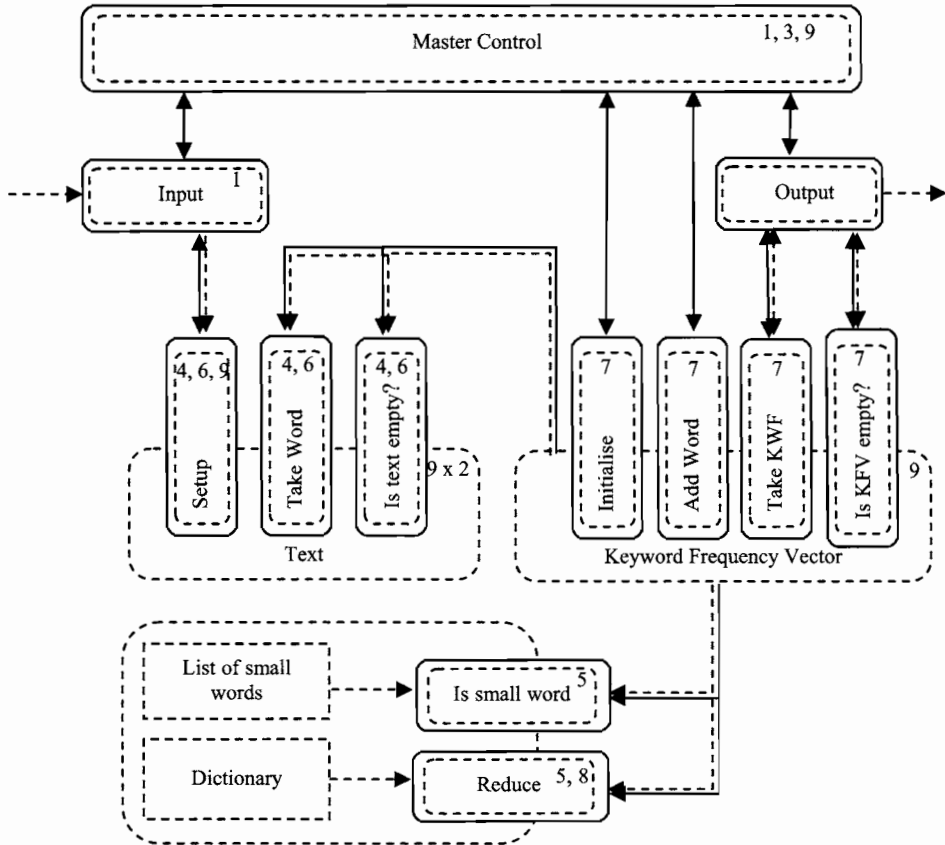 Master Control
1, 3, 9
Input
1
Output
Setup
4, 6, 9
Take Word
4, 6
Is text empty?
4, 6
9 x 2
Text
Initialise
7
Add Word
7
Take KWF
7
Is KFV empty?
7
9
Keyword Frequency Vector
List of small
words
Is small word
5
Dictionary
Reduce
5, 8